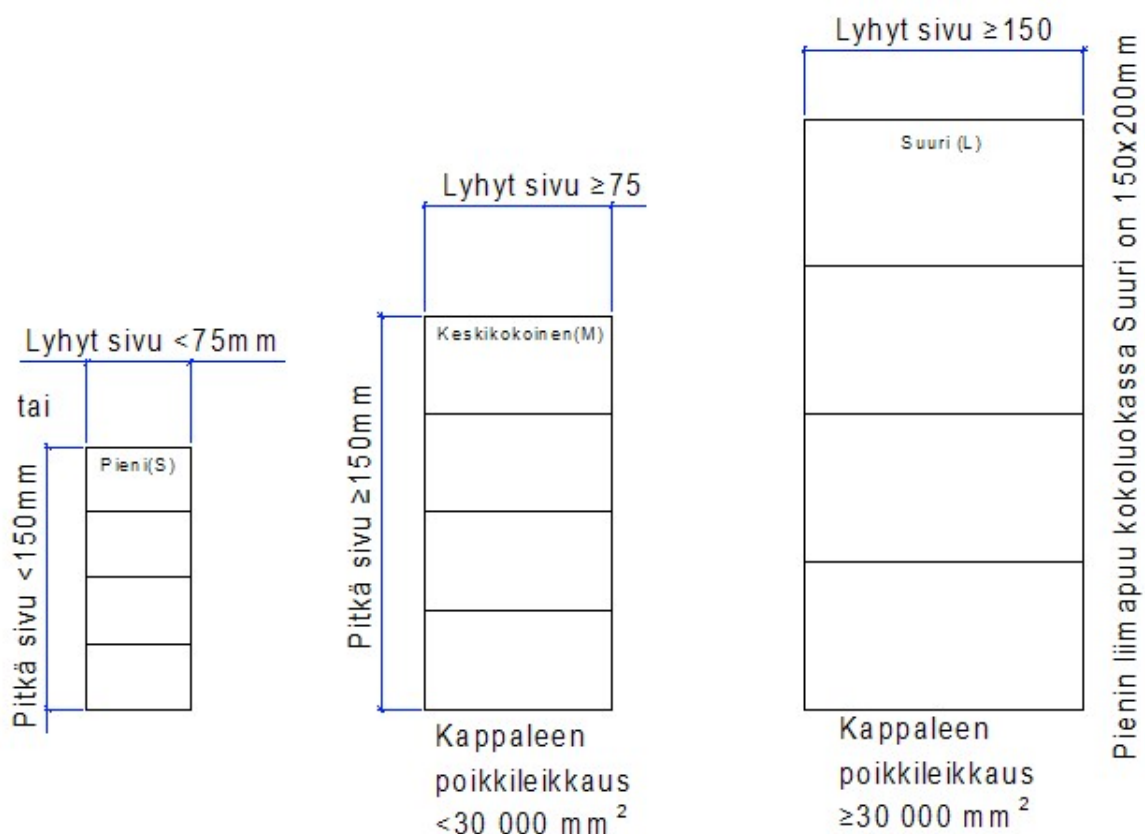 Lyhyt sivu <75mm
tai
Pitkä sivu <150mm
Pieni(S)
Lyhyt sivu ≥75
Pitkä sivu ≥150mm
Keskikokoinen(M)
Kappaleen
poikkileikkaus
<30 000 mm²
Lyhyt sivu ≥150
Suuri (L)
Kappaleen
poikkileikkaus
≥30 000 mm²
Pienin liimapuu kokoluokassa Suuri on 150x200mm